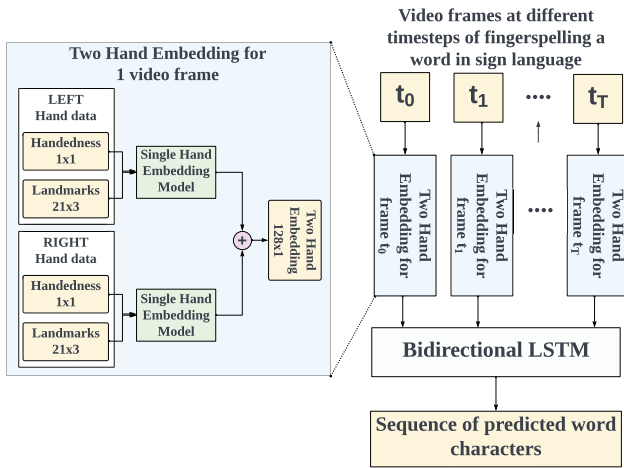 Video frames at different
timesteps of fingerspelling a
word in sign language
Two Hand Embedding for
1 video frame
LEFT
Hand data
Handedness
1x1
Landmarks
21x3
Single Hand
Embedding
Model
RIGHT
Hand data
Handedness
1x1
Landmarks
21x3
Single Hand
Embedding
Model
+
Two Hand
Embedding
128x1
t0
t1
....
tT
Two Hand
Embedding for
frame t0
Two Hand
Embedding for
frame t1
....
Two Hand
Embedding for
frame tT
Bidirectional LSTM
Sequence of predicted word
characters